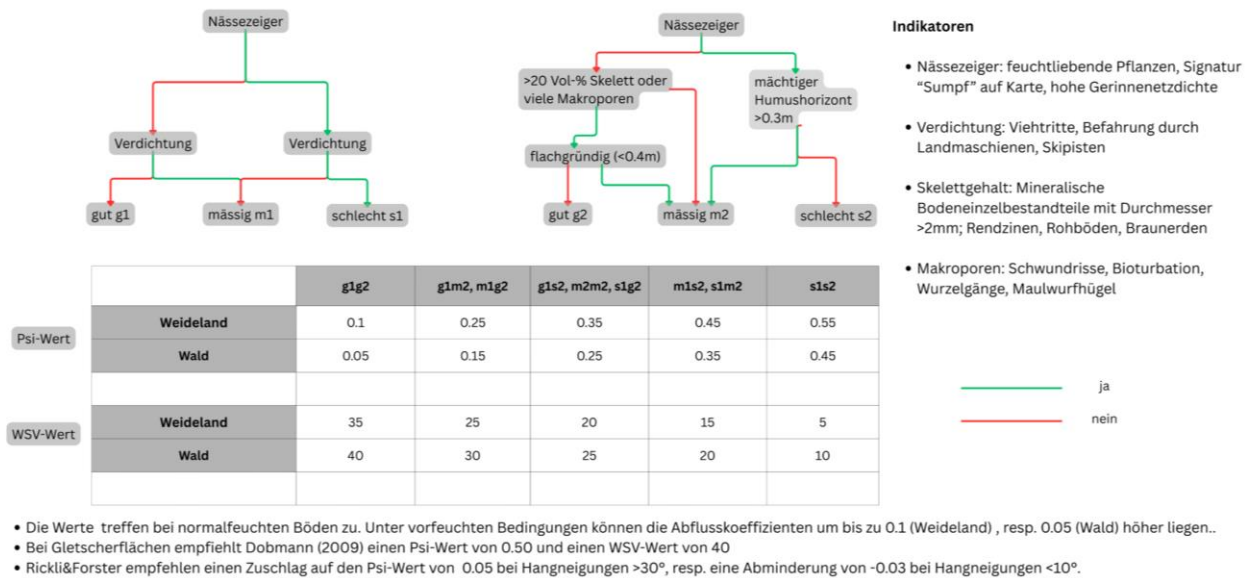 Nässezeiger
Verdichtung
Verdichtung
gut g1
mässig m1
schlecht s1
Nässezeiger
>20 Vol-% Skelett oder
viele Makroporen
mächtiger
Humushorizont
>0.3m
flachgründig (<0.4m)
gut g2
mässig m2
schlecht s2
Indikatoren
• Nässezeiger: feuchtliebende Pflanzen, Signatur
"Sumpf" auf Karte, hohe Gerinnenetzdichte
• Verdichtung: Viehtritte, Befahrung durch
Landmaschienen, Skipisten
• Skelettgehalt: Mineralische
Bodeneinzelbestandteile mit Durchmesser
>2mm; Rendzinen, Rohböden, Braunerden
• Makroporen: Schwundrisse, Bioturbation,
Wurzelgänge, Maulwurfhügel
ja
nein
g1g2 g1m2, m1g2 g1s2, m2m2, s1g2 m1s2, s1m2 s1s2
Psi-Wert
Weideland 0.1 0.25 0.35 0.45 0.55
Wald 0.05 0.15 0.25 0.35 0.45
WSV-Wert
Weideland 35 25 20 15 5
Wald 40 30 25 20 10
• Die Werte treffen bei normalfeuchten Böden zu. Unter vorfeuchten Bedingungen können die Abflusskoeffizienten um bis zu 0.1 (Weideland) , resp. 0.05 (Wald) höher liegen..
• Bei Gletscherflächen empfiehlt Dobmann (2009) einen Psi-Wert von 0.50 und einen WSV-Wert von 40
• Rickli&Forster empfehlen einen Zuschlag auf den Psi-Wert von 0.05 bei Hangneigungen >30°, resp. eine Abminderung von -0.03 bei Hangneigungen <10°.